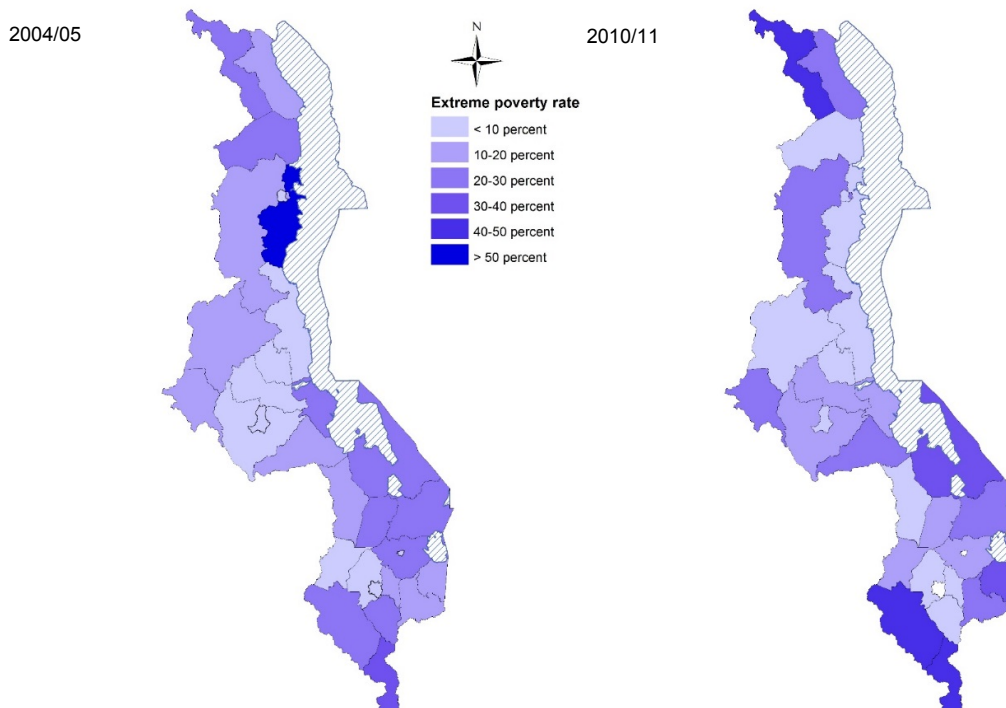 2004/05
N
2010/11
Extreme poverty rate
< 10 percent
10-20 percent
20-30 percent
30-40 percent
40-50 percent
> 50 percent